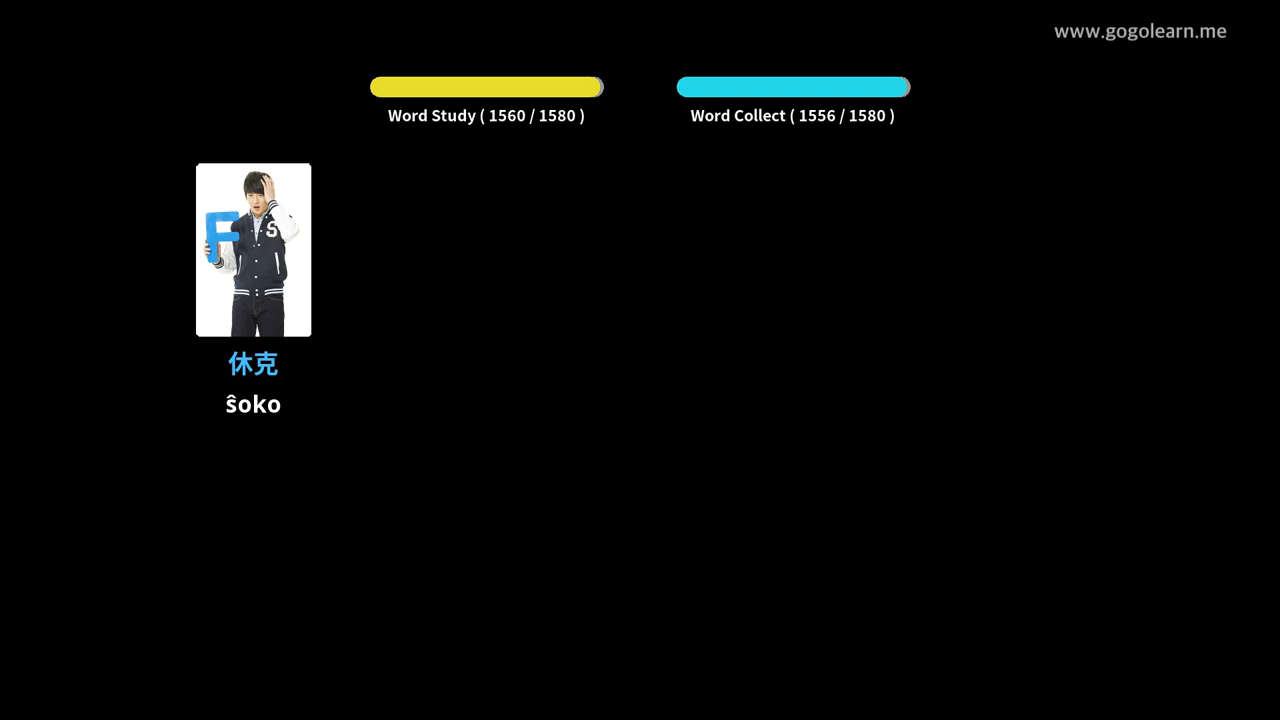 www.gogolearn.me
Word Study ( 1560 / 1580 )
Word Collect ( 1556 / 1580 )
F
S
休克
ŝoko